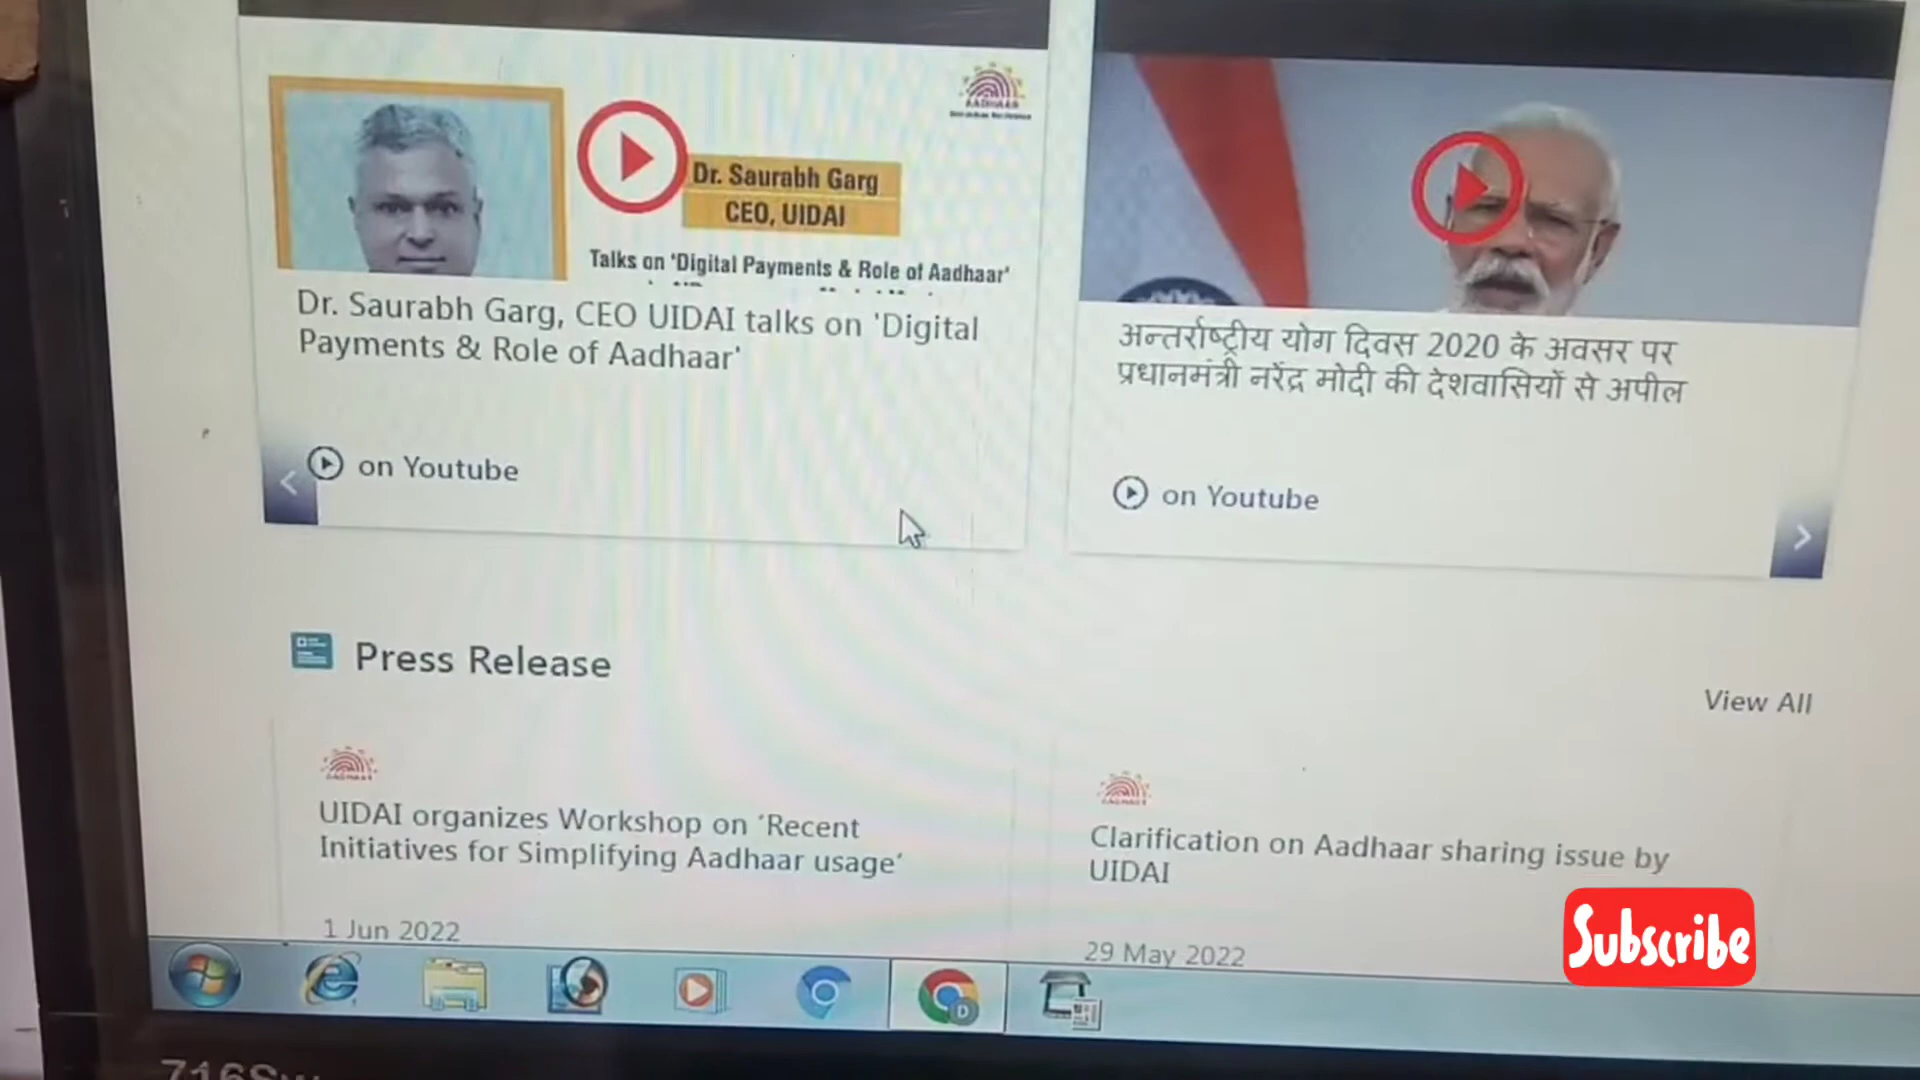 AADHAAR
Dr. Saurabh Garg
CEO, UIDAI
Talks on 'Digital Payments & Role of Aadhaar'
Dr. Saurabh Garg, CEO UIDAI talks on 'Digital
Payments & Role of Aadhaar'
on Youtube
अन्तर्राष्ट्रीय योग दिवस 2020 के अवसर पर
प्रधानमंत्री नरेंद्र मोदी की देशवासियों से अपील
on Youtube
Press Release
View All
AADHAAR
UIDAI organizes Workshop on ‘Recent
Initiatives for Simplifying Aadhaar usage’
1 Jun 2022
AADHAAR
Clarification on Aadhaar sharing issue by
UIDAI
29 May 2022
Subscribe
D